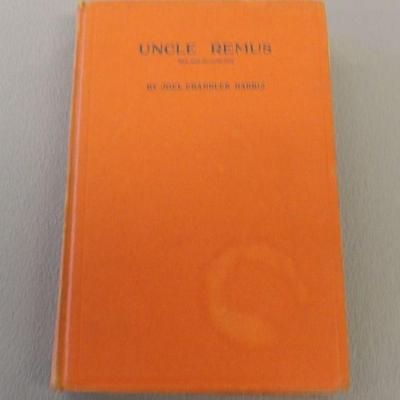 UNCLE REMUS
BY JOEL CHANDLER HARRIS